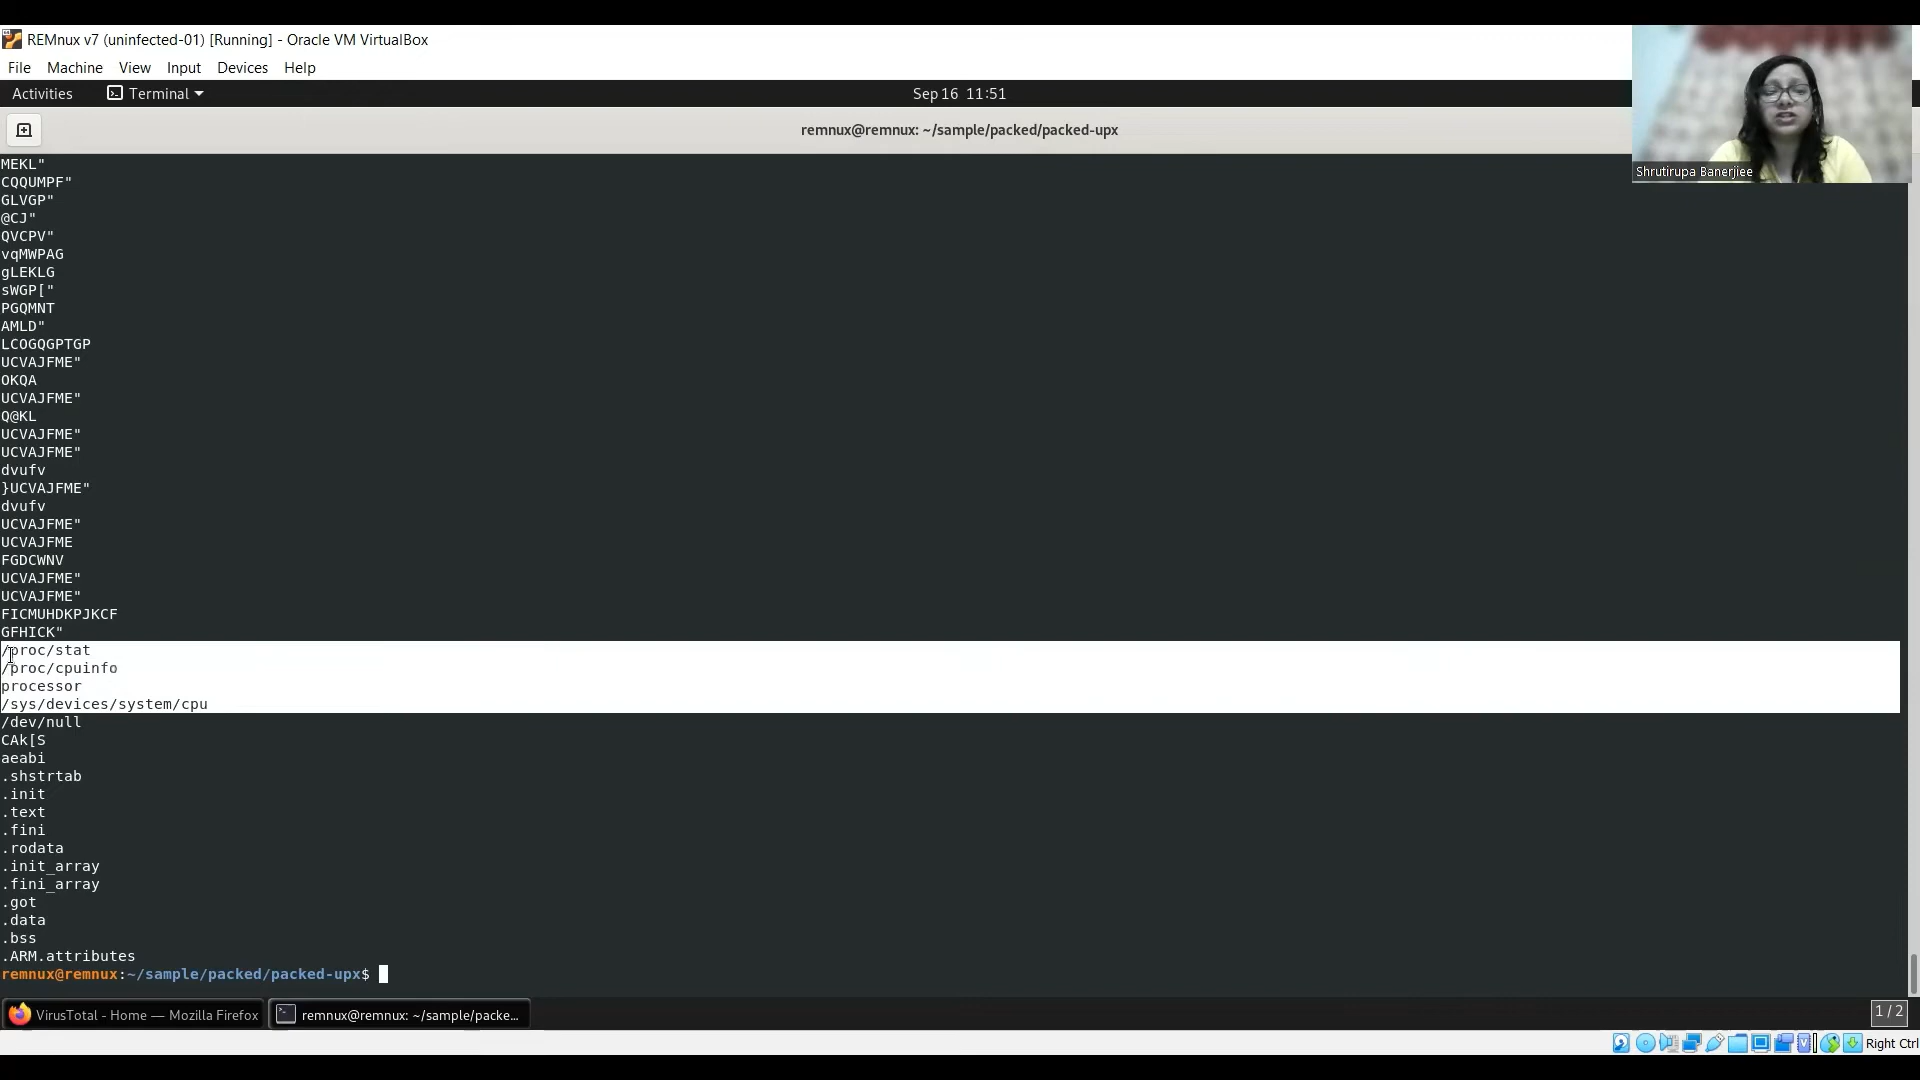 REMnux v7 (uninfected-01) [Running] - Oracle VM VirtualBox
File Machine View Input Devices Help
Activities Terminal Sep 16 11:51
remnux@remnux: ~/sample/packed/packed-upx
Shrutirupa Banerjiee
MEKL"
CQQUMPF"
GLVGP"
@CJ"
QVCPV"
vqMWPAG
gLEKLG
sWGP["
PGQMNT
AMLD"
LCOGQGPTGP
UCVAJFME"
OKQA
UCVAJFME"
Q@KL
UCVAJFME"
UCVAJFME"
dvufv
}UCVAJFME"
dvufv
UCVAJFME"
UCVAJFME
FGDCWNV
UCVAJFME"
UCVAJFME"
FICMUHDKPJKCF
GFHICK"
/proc/stat
/proc/cpuinfo
processor
/sys/devices/system/cpu
/dev/null
CAk[S
aeabi
.shstrtab
.init
.text
.fini
.rodata
.init_array
.fini_array
.got
.data
.bss
.ARM.attributes
remnux@remnux:~/sample/packed/packed-upx$
VirusTotal - Home — Mozilla Firefox
remnux@remnux: ~/sample/packe...
1 / 2
Right Ctrl